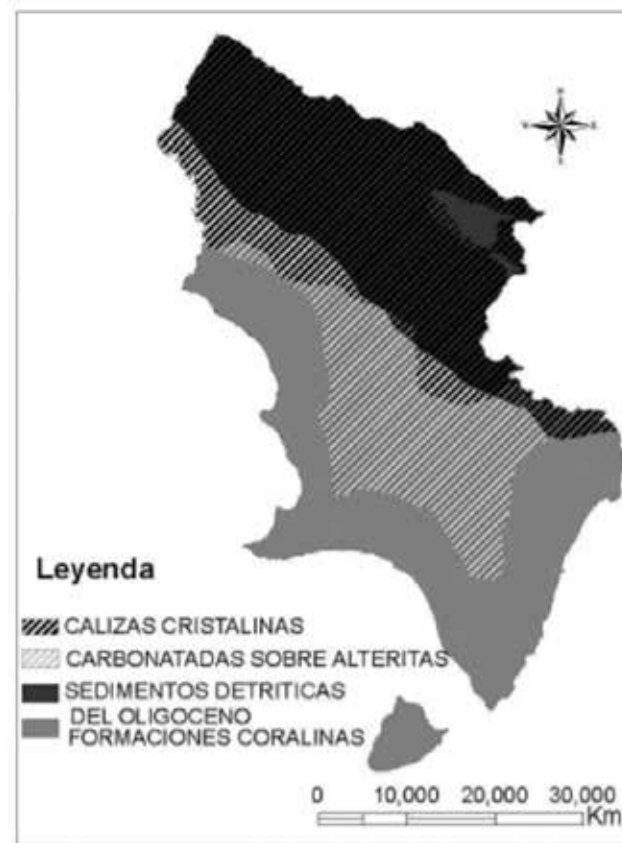 Leyenda
CALIZAS CRISTALINAS
CARBONATADAS SOBRE ALTERITAS
SEDIMENTOS DETRITICAS
DEL OLIGOCENO
FORMACIONES CORALINAS
0 10,000 20,000 30,000
Km